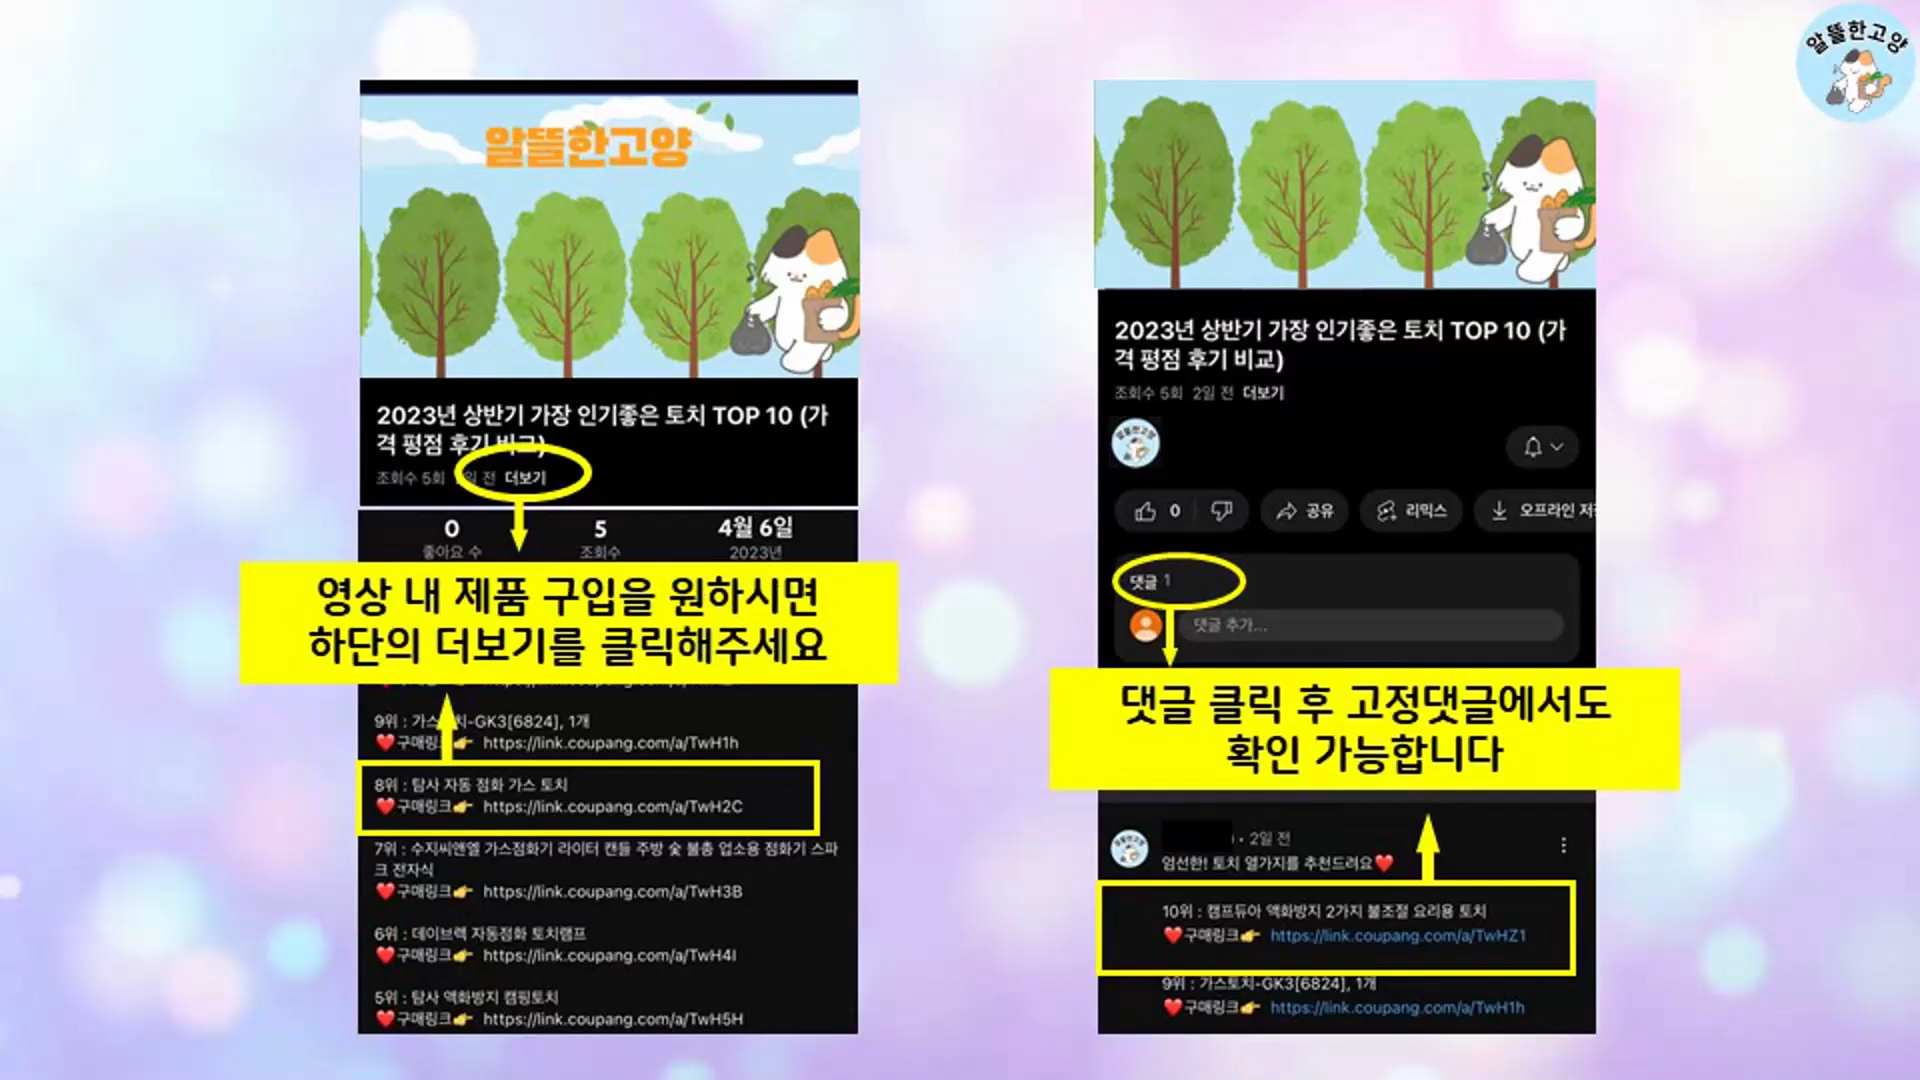 알뜰한고양
알뜰한고양
2023년 상반기 가장 인기좋은 토치 TOP 10 (가
격 평점 후기 비교)
조회수 5회 전 더보기
0 5 4월 6일
좋아요 수 조회수 2023년
영상 내 제품 구입을 원하시면
하단의 더보기를 클릭해주세요
9위 : 가스토치-GK3[6824], 1개
❤️구매링크👉 https://link.coupang.com/a/TwH1h
8위 : 탐사 자동 점화 가스 토치
❤️구매링크👉 https://link.coupang.com/a/TwH2C
7위 : 수지씨앤엘 가스점화기 라이터 캔들 주방 숯 불총 업소용 점화기 스파
크 전자식
❤️구매링크👉 https://link.coupang.com/a/TwH3B
6위 : 데이브렉 자동점화 토치램프
❤️구매링크👉 https://link.coupang.com/a/TwH4I
5위 : 탐사 액화방지 캠핑토치
❤️구매링크👉 https://link.coupang.com/a/TwH5H
2023년 상반기 가장 인기좋은 토치 TOP 10 (가
격 평점 후기 비교)
조회수 5회 2일 전 더보기
알뜰한고양
0 공유 리믹스 오프라인 저
댓글 1
댓글 추가...
댓글 클릭 후 고정댓글에서도
확인 가능합니다
알뜰한고양
• 2일 전
엄선한! 토치 열가지를 추천드려요❤️
10위 : 캠프듀아 액화방지 2가지 불조절 요리용 토치
❤️구매링크👉 https://link.coupang.com/a/TwHZ1
9위 : 가스토치-GK3[6824], 1개
❤️구매링크👉 https://link.coupang.com/a/TwH1h